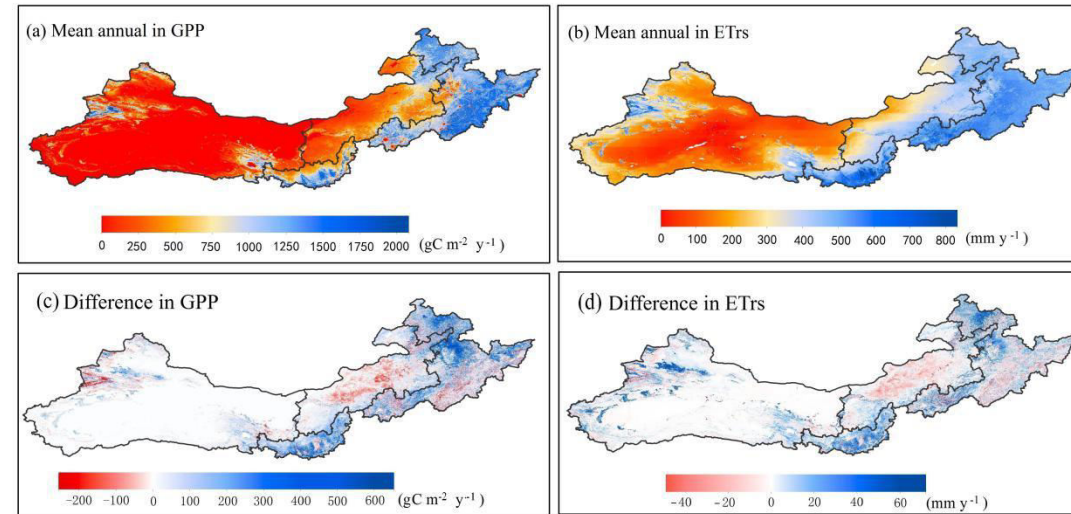 (a) Mean annual in GPP
0 250 500 750 1000 1250 1500 1750 2000
(gC m⁻² y⁻¹)
(b) Mean annual in ETrs
0 100 200 300 400 500 600 700 800
(mm y⁻¹)
(c) Difference in GPP
-200 -100 0 100 200 300 400 500 600
(gC m⁻² y⁻¹)
(d) Difference in ETrs
-40 -20 0 20 40 60
(mm y⁻¹)